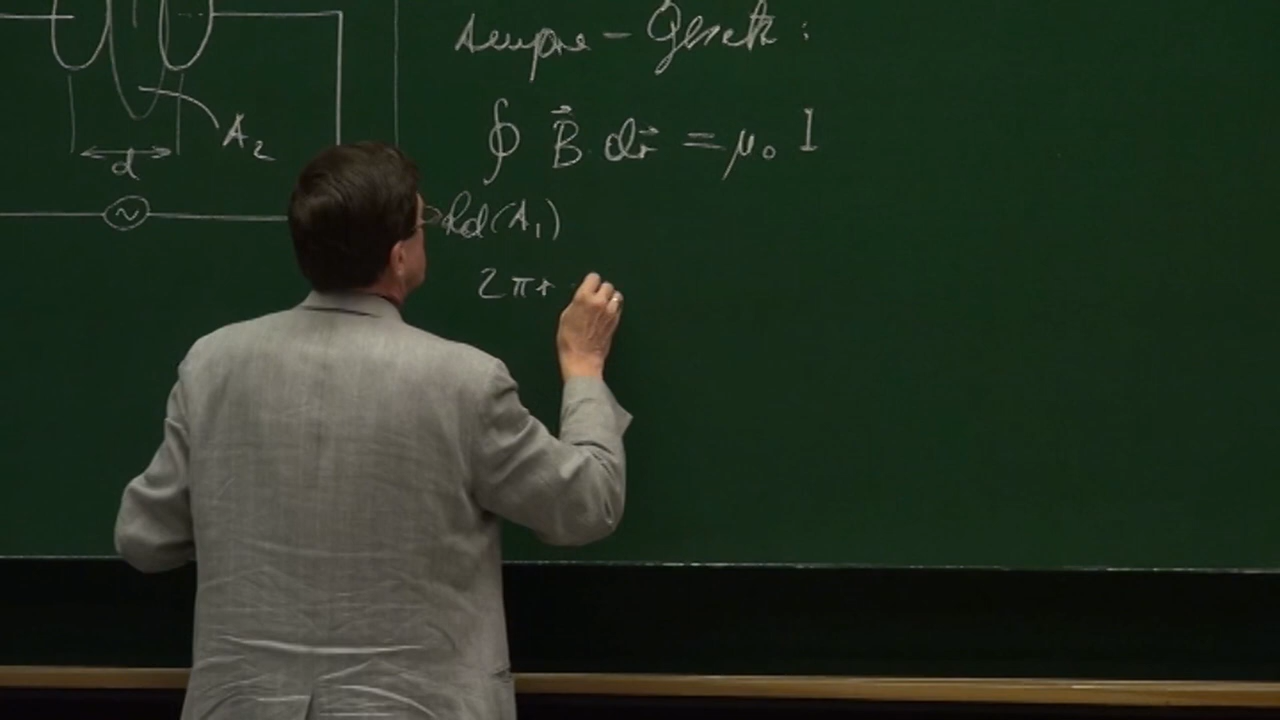 Ampère-Gesetz:
∮ B⃗ · dr⃗ = μ₀ I
Rd(A₁)
2πr
A₂
d
~